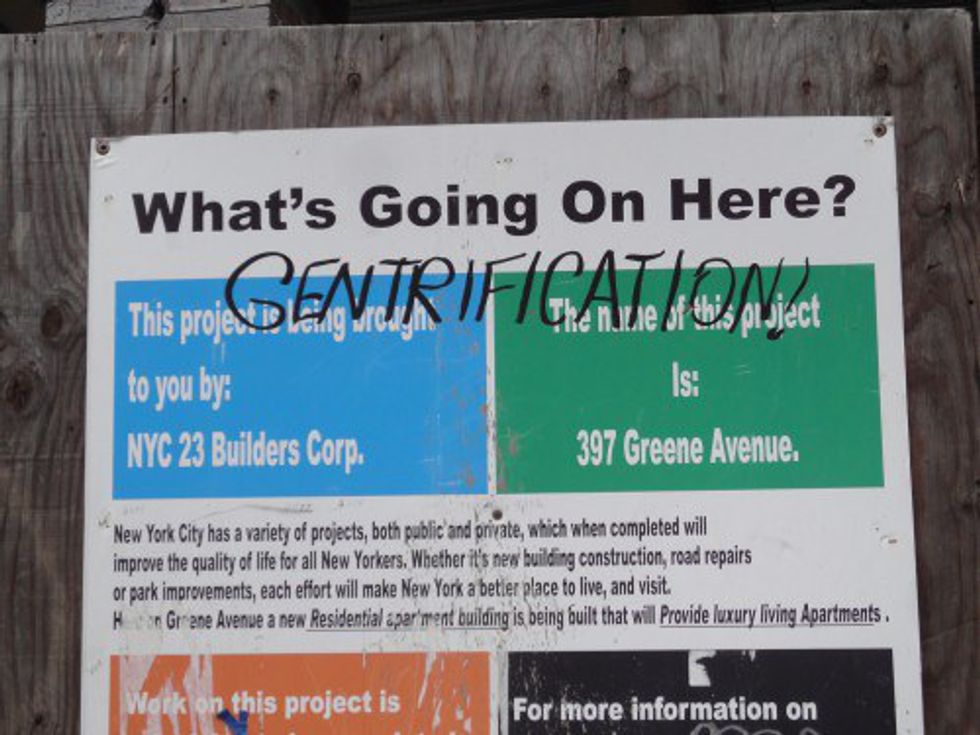 What's Going On Here?
GENTRIFICATION!
This project is being brought
to you by:
NYC 23 Builders Corp.
The name of this project
Is:
397 Greene Avenue.
New York City has a variety of projects, both public and private, which when completed will
improve the quality of life for all New Yorkers. Whether it's new building construction, road repairs
or park improvements, each effort will make New York a better place to live, and visit.
on Greene Avenue a new Residential apartment building is being built that will Provide luxury living Apartments .
Work on this project is
For more information on